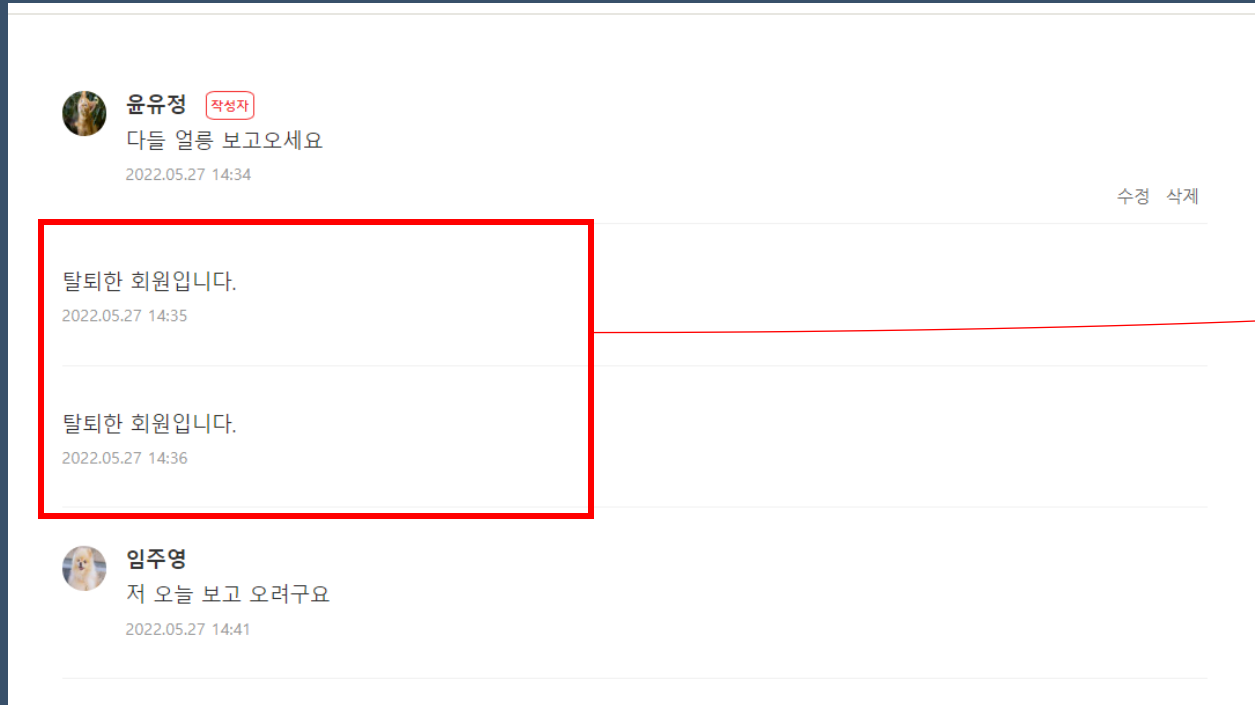 윤유정 작성자
다들 얼릉 보고오세요
2022.05.27 14:34
수정 삭제
탈퇴한 회원입니다.
2022.05.27 14:35
탈퇴한 회원입니다.
2022.05.27 14:36
임주영
저 오늘 보고 오려구요
2022.05.27 14:41